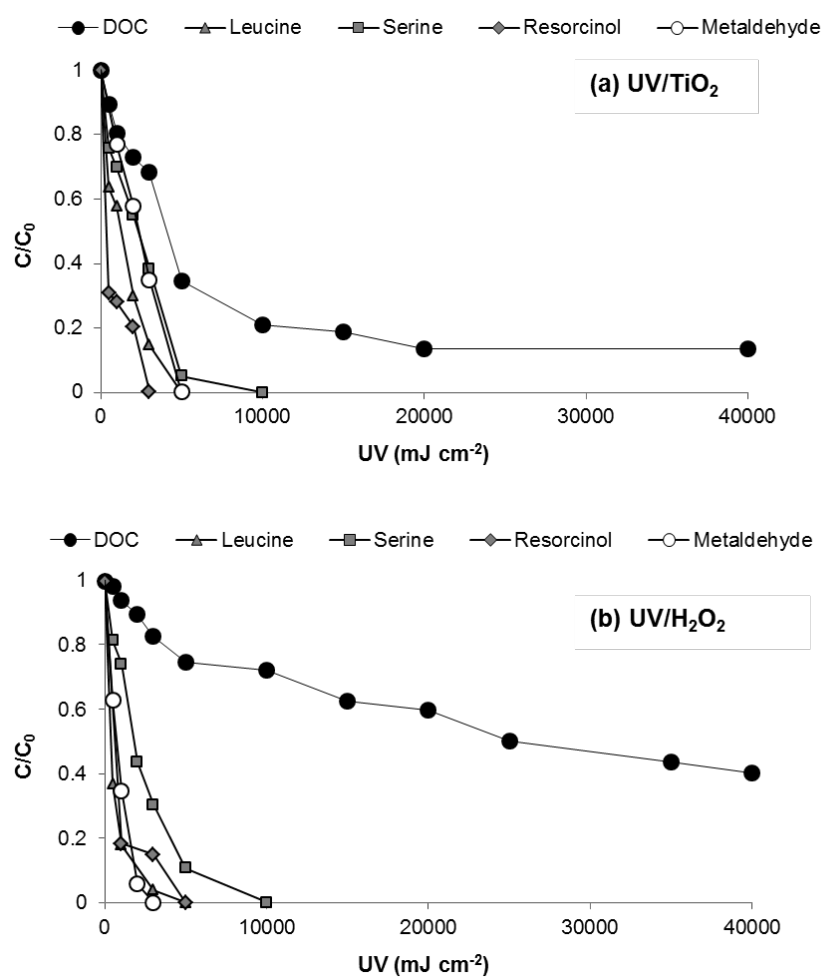 DOC Leucine Serine Resorcinol Metaldehyde
(a) UV/TiO₂
1
0.8
0.6
0.4
0.2
0
C/C₀
0 10000 20000 30000 40000
UV (mJ cm⁻²)
DOC Leucine Serine Resorcinol Metaldehyde
(b) UV/H₂O₂
1
0.8
0.6
0.4
0.2
0
C/C₀
0 10000 20000 30000 40000
UV (mJ cm⁻²)